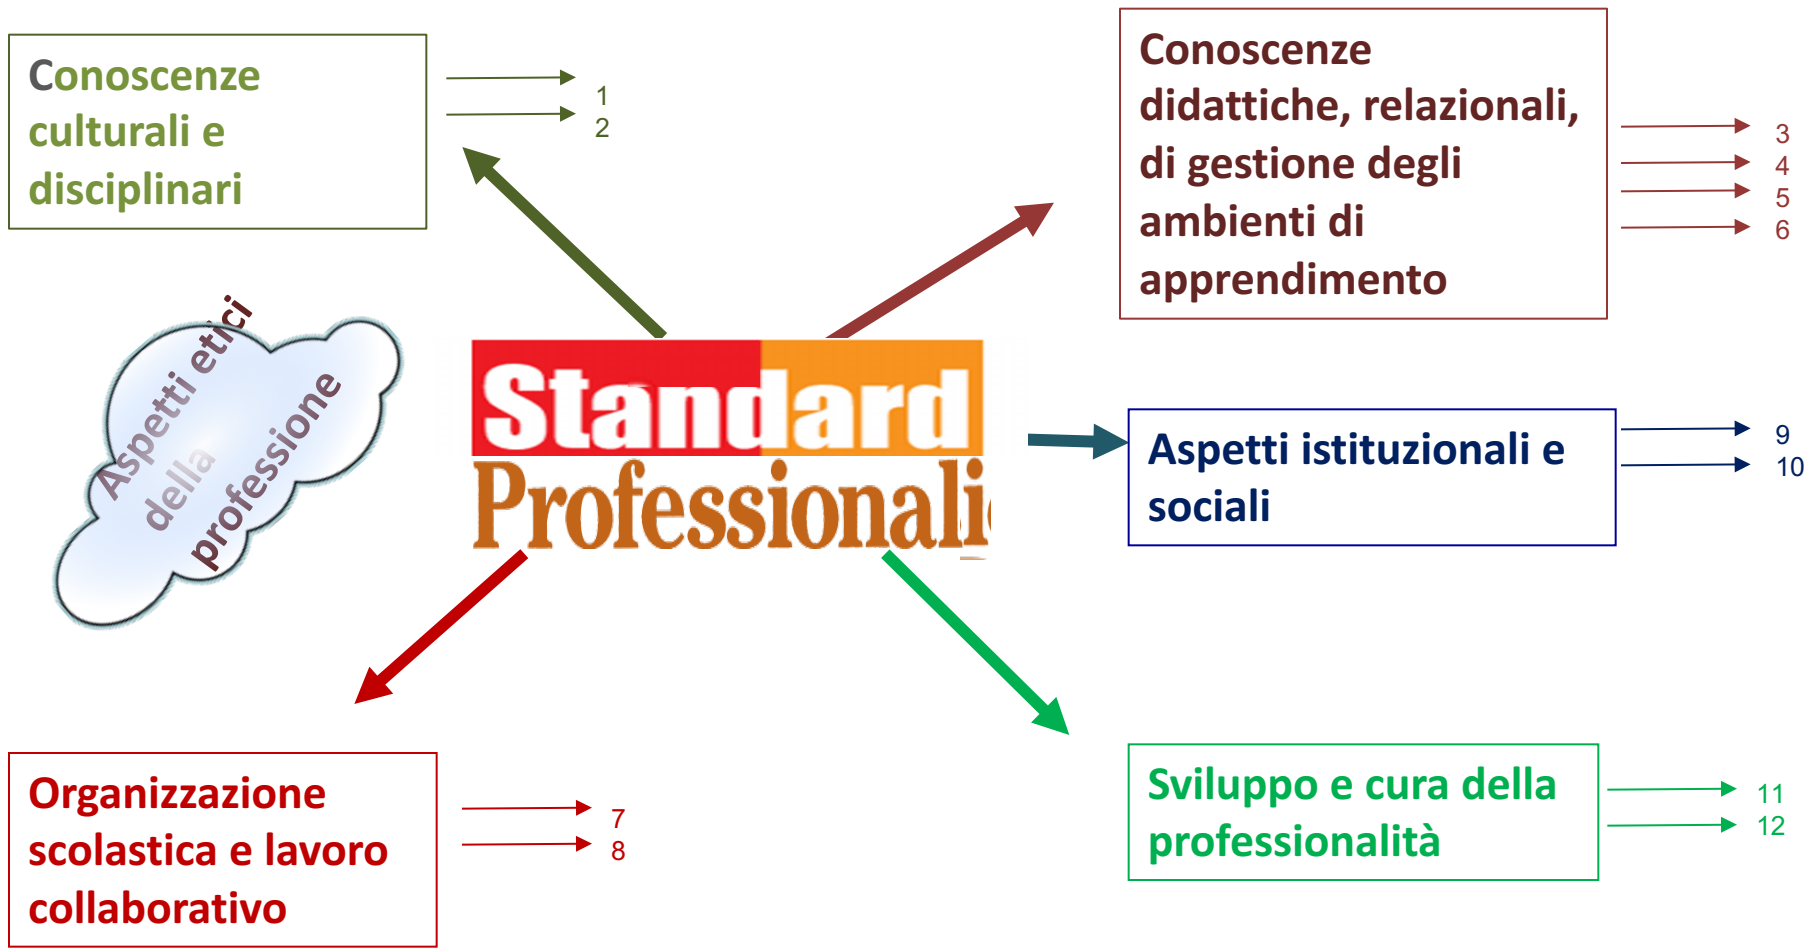 Conoscenze
culturali e
disciplinari
1
2
Conoscenze
didattiche, relazionali,
di gestione degli
ambienti di
apprendimento
3
4
5
6
Aspetti etici
della
professione
Standard
Professionali
Aspetti istituzionali e
sociali
9
10
Organizzazione
scolastica e lavoro
collaborativo
7
8
Sviluppo e cura della
professionalità
11
12